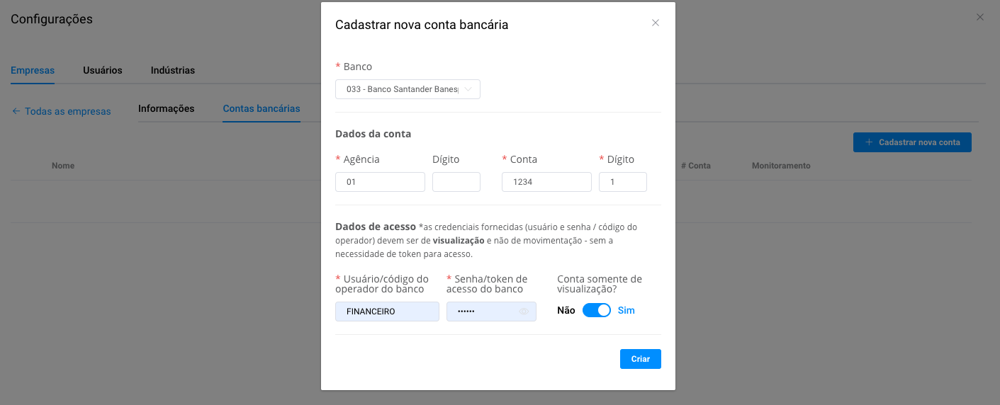 Configurações
Empresas
Usuários
Indústrias
← Todas as empresas
Informações
Contas bancárias
+ Cadastrar nova conta
Nome
# Conta
Monitoramento
Cadastrar nova conta bancária
* Banco
033 - Banco Santander Banes
Dados da conta
* Agência
Dígito
* Conta
* Dígito
01
1234
1
Dados de acesso *as credenciais fornecidas (usuário e senha / código do
operador) devem ser de visualização e não de movimentação - sem a
necessidade de token para acesso.
* Usuário/código do
operador do banco
* Senha/token de
acesso do banco
Conta somente de
visualização?
FINANCEIRO
••••••
Não
Sim
Criar